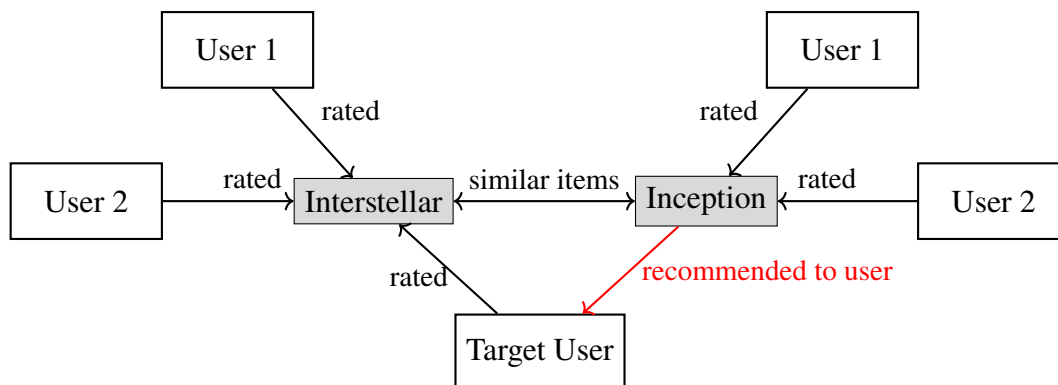 User 1
User 1
rated
rated
User 2
rated
Interstellar
similar items
Inception
rated
User 2
rated
recommended to user
Target User